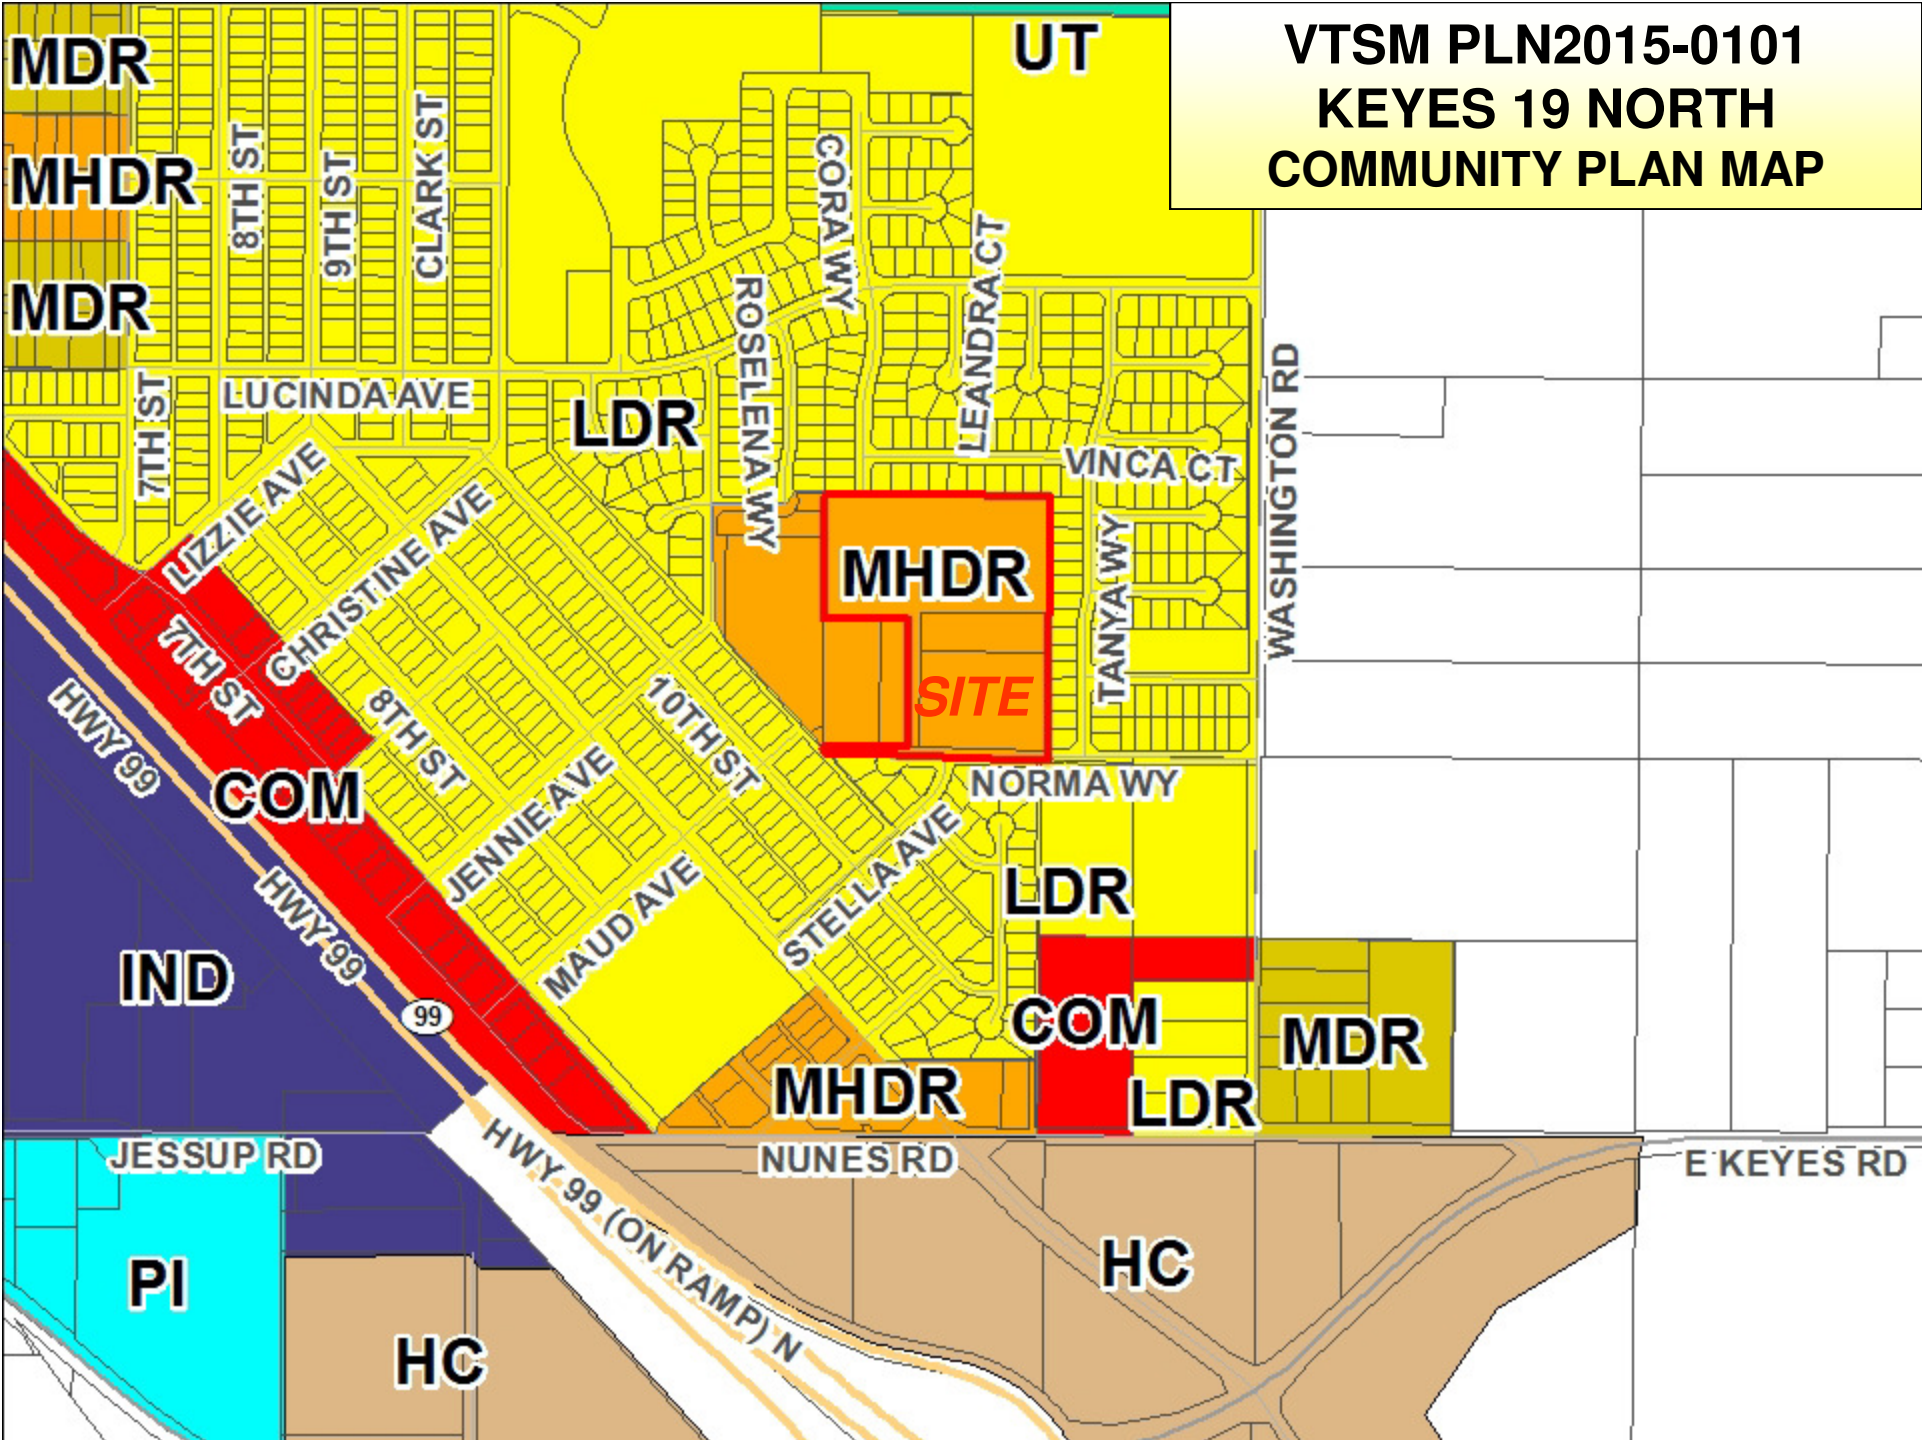 VTSM PLN2015-0101
KEYES 19 NORTH
COMMUNITY PLAN MAP
UT
MDR
MHDR
MDR
8TH ST
9TH ST
CLARK ST
CORA WY
LEANDRA CT
ROSELENA WY
WASHINGTON RD
7TH ST
LUCINDA AVE
LDR
VINCA CT
LIZZIE AVE
CHRISTINE AVE
MHDR
TANYA WY
7TH ST
8TH ST
10TH ST
SITE
HWY 99
COM
NORMA WY
JENNIE AVE
MAUD AVE
STELLA AVE
LDR
HWY 99
IND
99
COM
MDR
MHDR
LDR
JESSUP RD
HWY 99 (ON RAMP) N
NUNES RD
E KEYES RD
PI
HC
HC